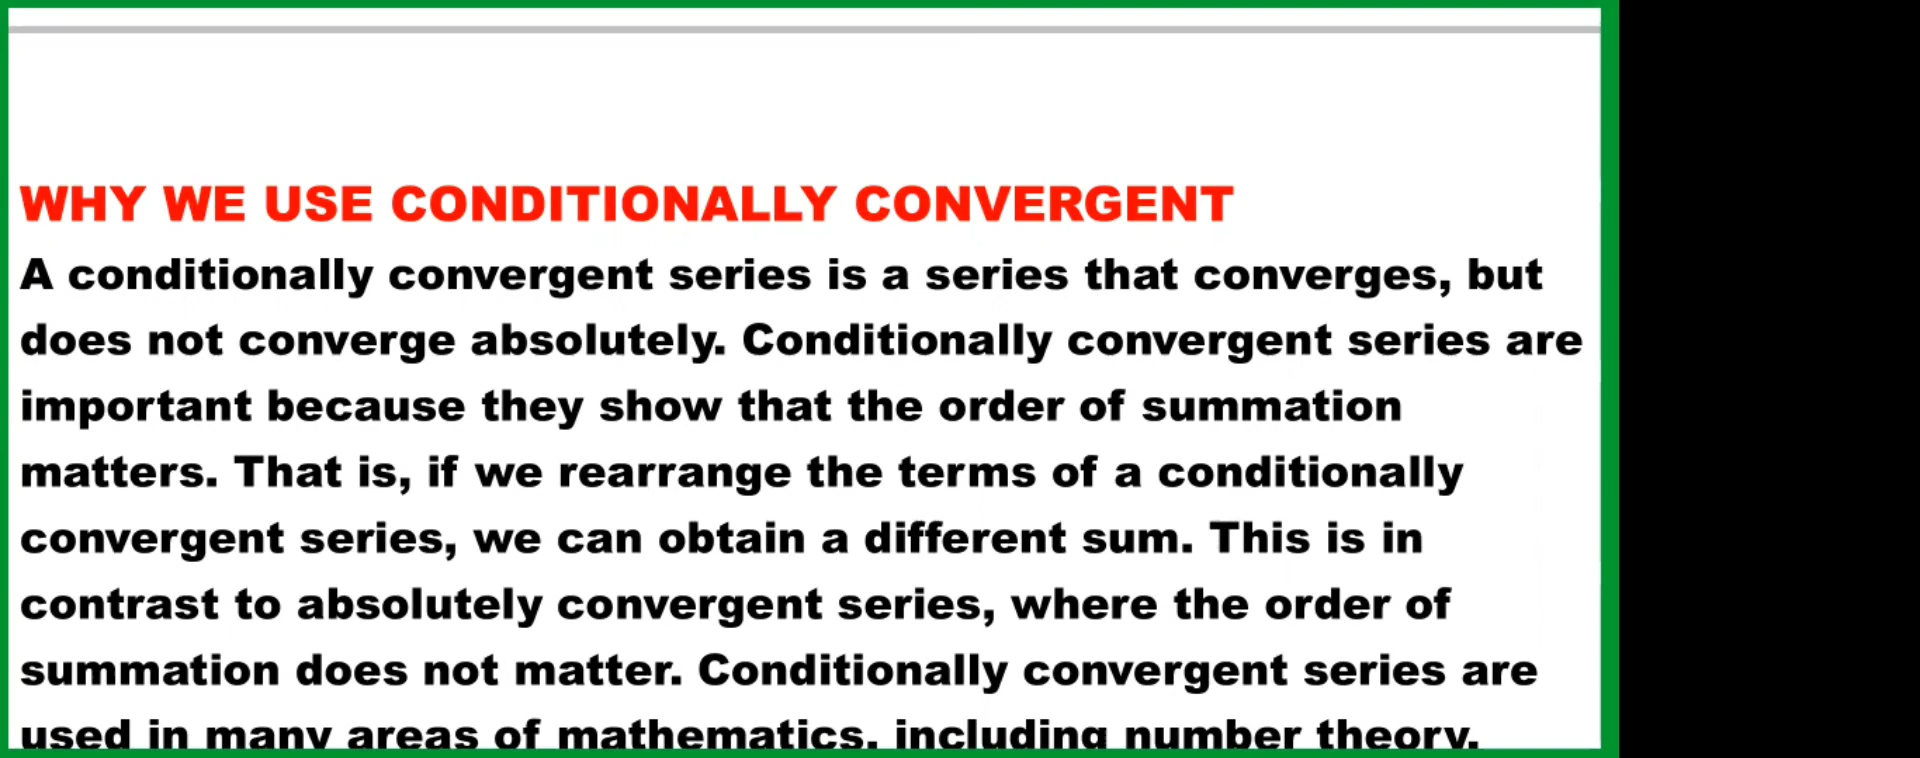 WHY WE USE CONDITIONALLY CONVERGENT
A conditionally convergent series is a series that converges, but
does not converge absolutely. Conditionally convergent series are
important because they show that the order of summation
matters. That is, if we rearrange the terms of a conditionally
convergent series, we can obtain a different sum. This is in
contrast to absolutely convergent series, where the order of
summation does not matter. Conditionally convergent series are
used in many areas of mathematics, including number theory,